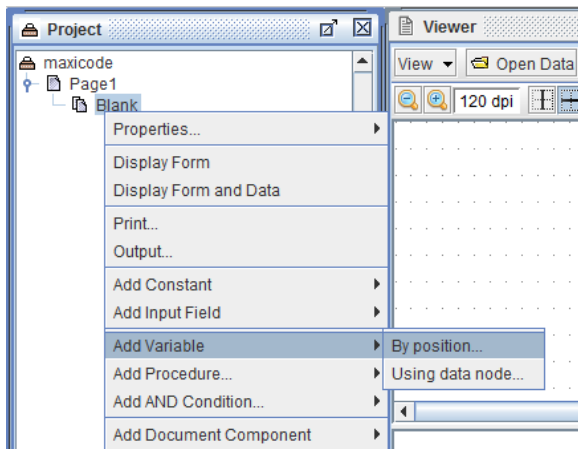 Project
maxicode
Page1
Blank
Properties...
Display Form
Display Form and Data
Print...
Output...
Add Constant
Add Input Field
Add Variable
Add Procedure...
Add AND Condition...
Add Document Component
By position...
Using data node...
Viewer
View
Open Data
120 dpi